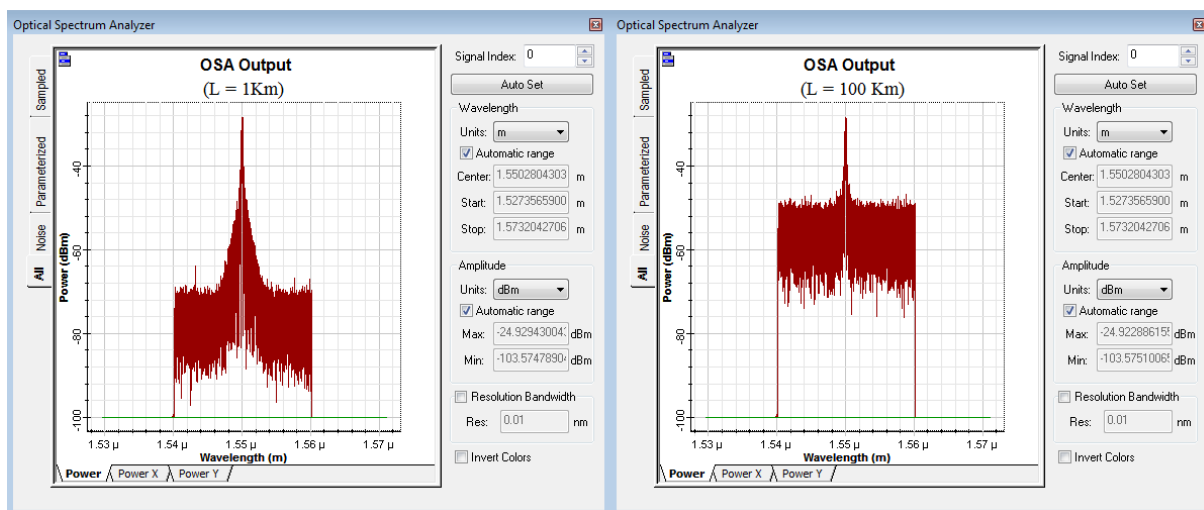 Optical Spectrum Analyzer
OSA Output
(L = 1Km)
Sampled
Parameterized
Noise
All
Power (dBm)
-40
-60
-80
-100
1.53 µ
1.54 µ
1.55 µ
1.56 µ
1.57 µ
Wavelength (m)
Power
Power X
Power Y
Signal Index: 0
Auto Set
Wavelength
Units: m
Automatic range
Center: 1.5502804303 m
Start: 1.5273565900 m
Stop: 1.5732042706 m
Amplitude
Units: dBm
Automatic range
Max: -24.92943004 dBm
Min: -103.57478904 dBm
Resolution Bandwidth
Res: 0.01 nm
Invert Colors
Optical Spectrum Analyzer
OSA Output
(L = 100 Km)
Sampled
Parameterized
Noise
All
Power (dBm)
-40
-60
-80
-100
1.53 µ
1.54 µ
1.55 µ
1.56 µ
1.57 µ
Wavelength (m)
Power
Power X
Power Y
Signal Index: 0
Auto Set
Wavelength
Units: m
Automatic range
Center: 1.5502804303 m
Start: 1.5273565900 m
Stop: 1.5732042706 m
Amplitude
Units: dBm
Automatic range
Max: -24.92288615 dBm
Min: -103.57510065 dBm
Resolution Bandwidth
Res: 0.01 nm
Invert Colors